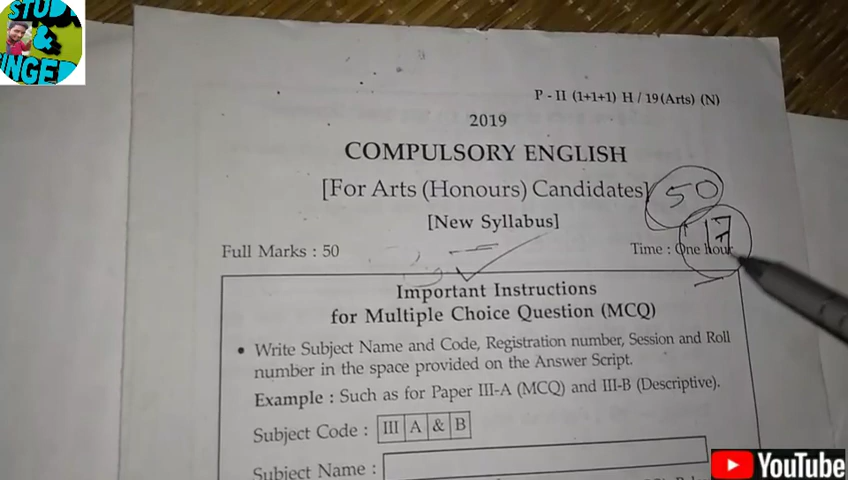 STUDY
&
P - II (1+1+1) H / 19(Arts) (N)
2019
COMPULSORY ENGLISH
[For Arts (Honours) Candidates] 50
[New Syllabus]
17
Full Marks : 50 Time : One hour
Important Instructions
for Multiple Choice Question (MCQ)
• Write Subject Name and Code, Registration number, Session and Roll
number in the space provided on the Answer Script.
Example : Such as for Paper III-A (MCQ) and III-B (Descriptive).
Subject Code : III A & B
Subject Name :
YouTube